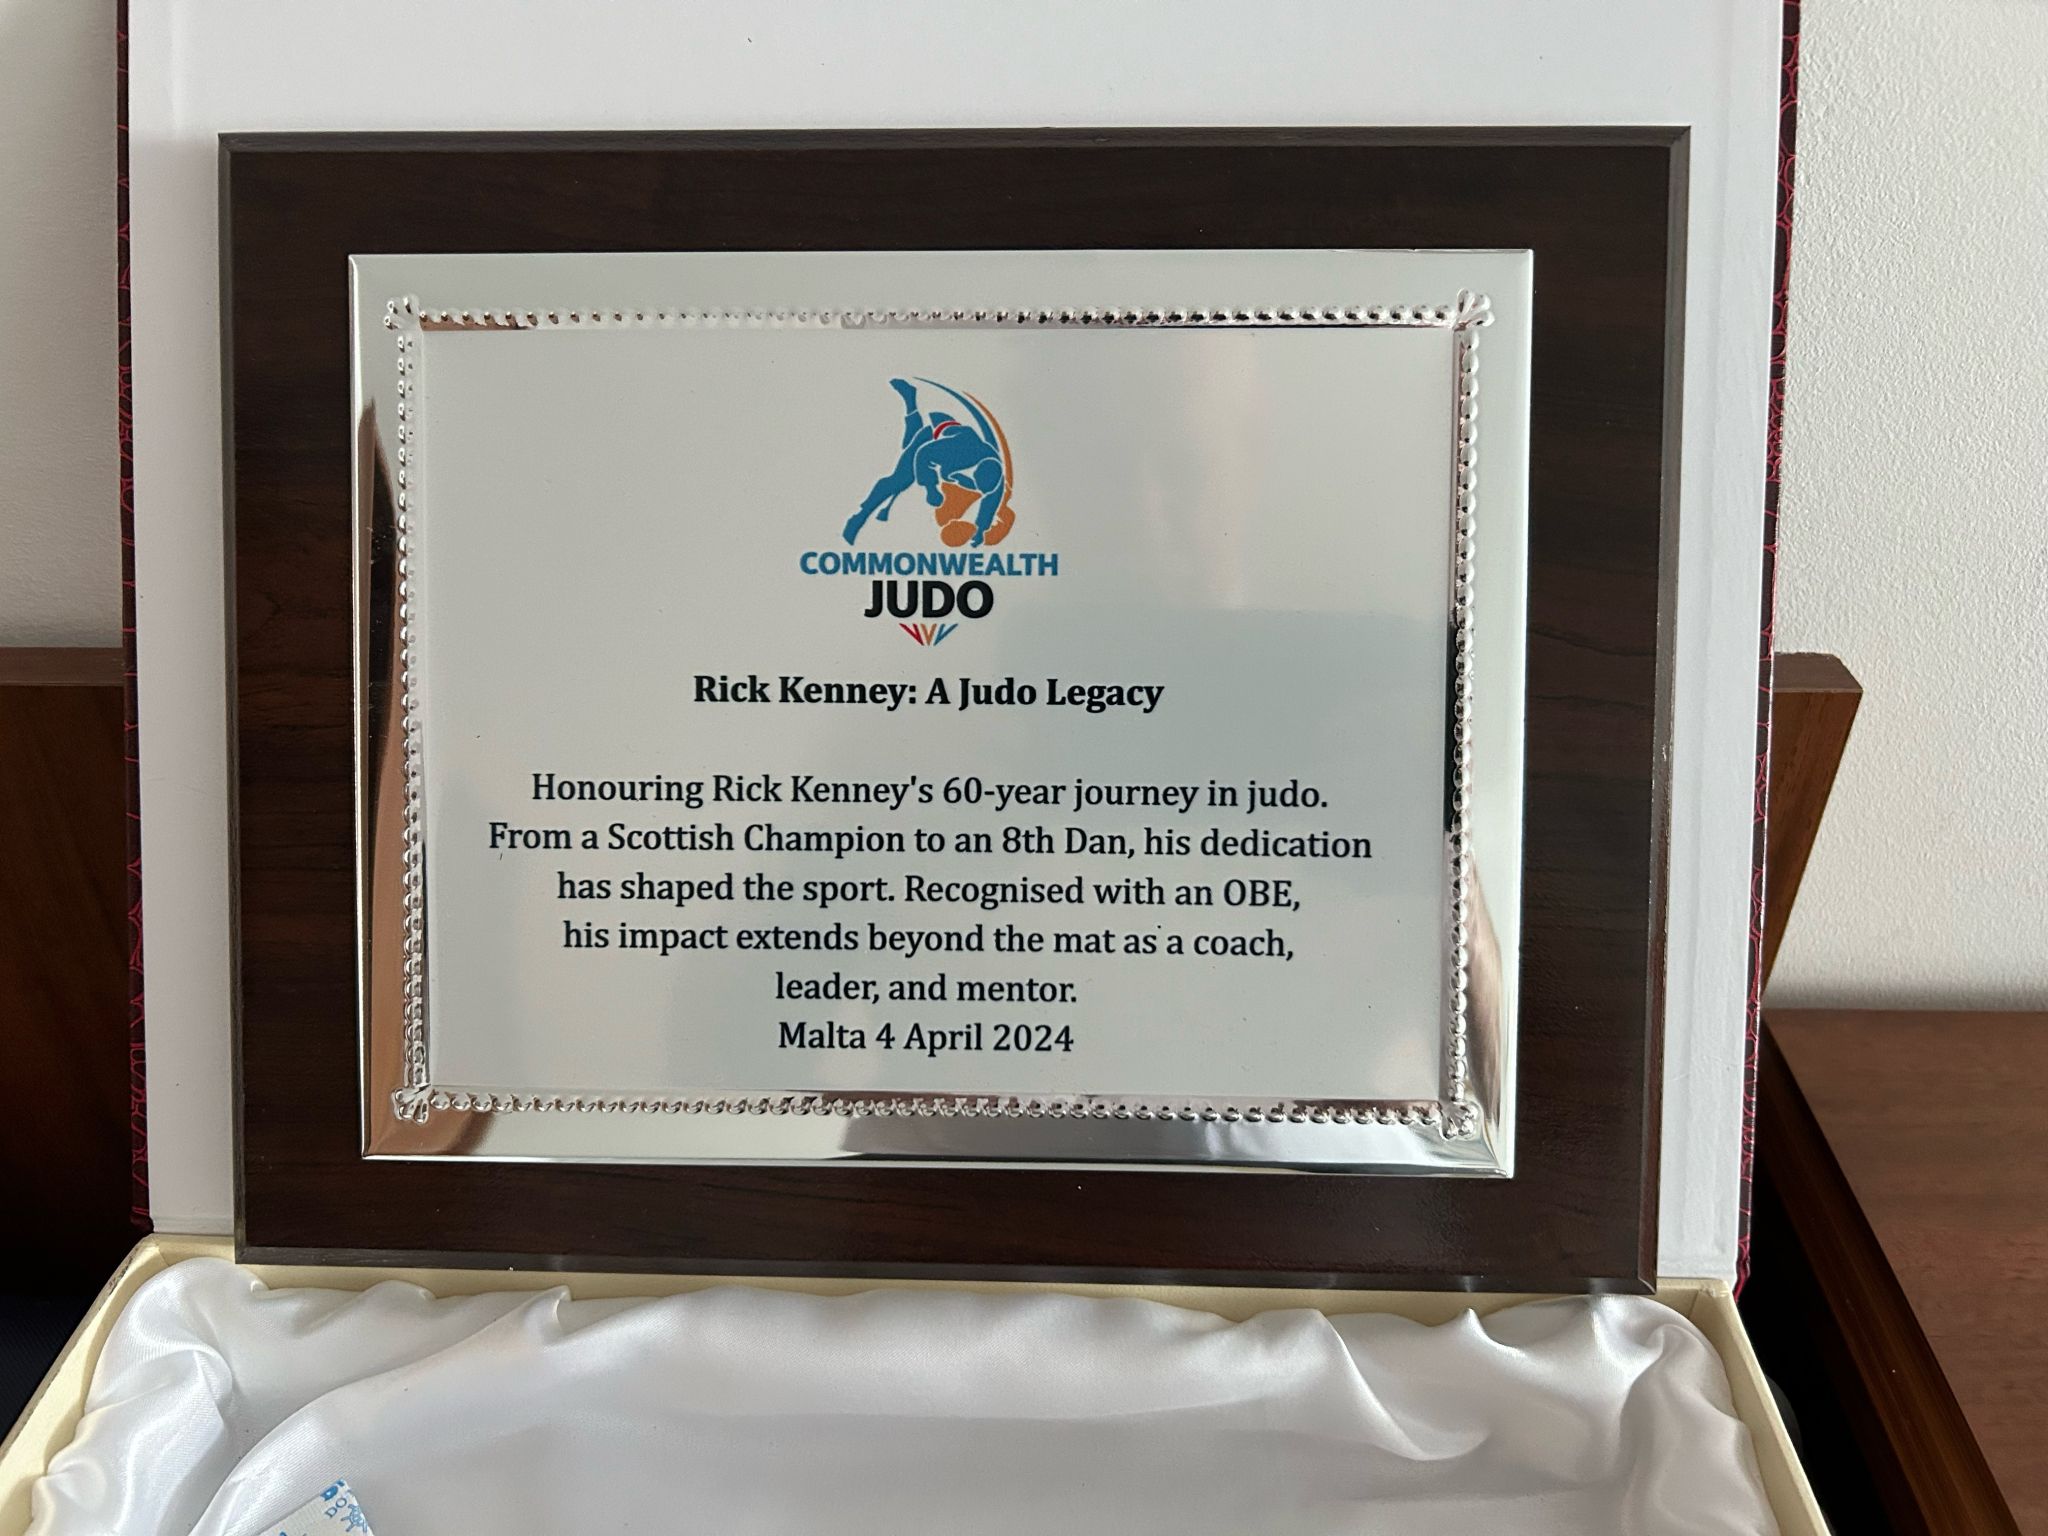 COMMONWEALTH
JUDO
Rick Kenney: A Judo Legacy
Honouring Rick Kenney's 60-year journey in judo.
From a Scottish Champion to an 8th Dan, his dedication
has shaped the sport. Recognised with an OBE,
his impact extends beyond the mat as a coach,
leader, and mentor.
Malta 4 April 2024